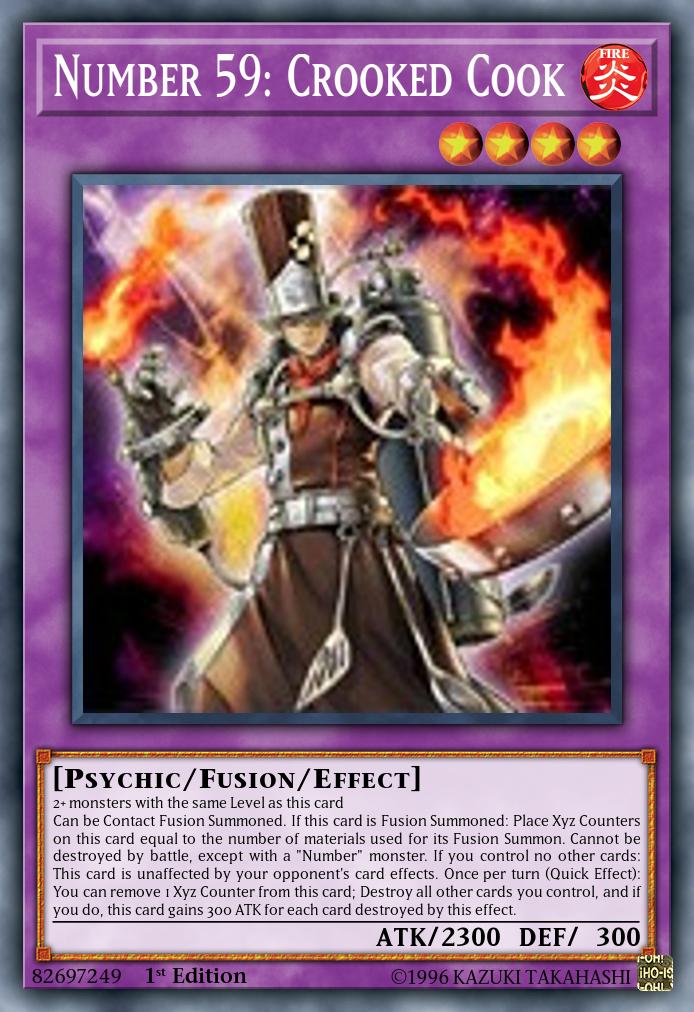 Number 59: Crooked Cook
FIRE
炎
[Psychic/Fusion/Effect]
2+ monsters with the same Level as this card
Can be Contact Fusion Summoned. If this card is Fusion Summoned: Place Xyz Counters
on this card equal to the number of materials used for its Fusion Summon. Cannot be
destroyed by battle, except with a "Number" monster. If you control no other cards:
This card is unaffected by your opponent's card effects. Once per turn (Quick Effect):
You can remove 1 Xyz Counter from this card; Destroy all other cards you control, and if
you do, this card gains 300 ATK for each card destroyed by this effect.
ATK/2300 DEF/ 300
82697249 1st Edition ©1996 KAZUKI TAKAHASHI